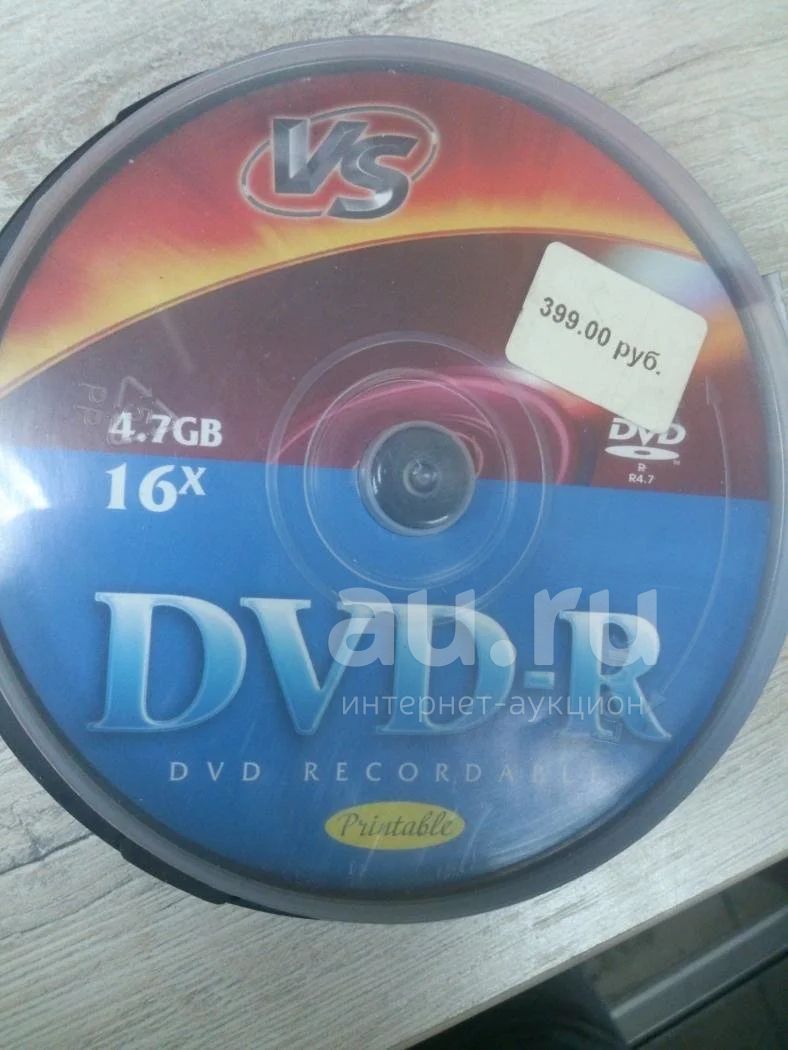 VS
399.00 руб.
4.7GB
16X
DVD
R
R4.7
DVD-R
au.ru
интернет-аукцион
DVD RECORDABLE
Printable